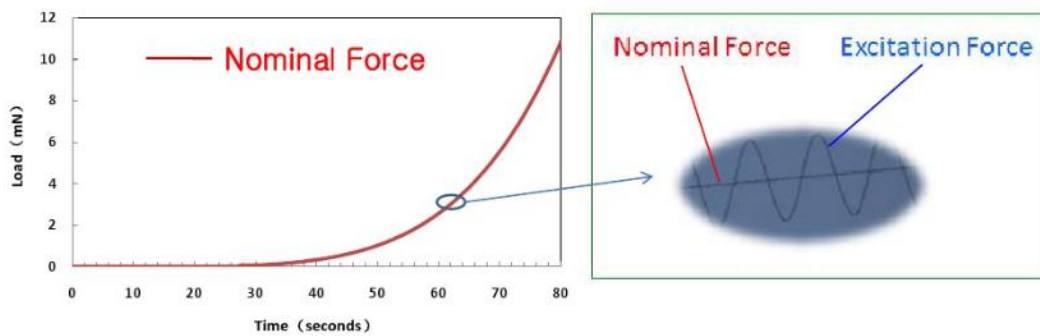 12
10
8
6
4
2
0
Load (mN)
Nominal Force
0 10 20 30 40 50 60 70 80
Time (seconds)
Nominal Force Excitation Force